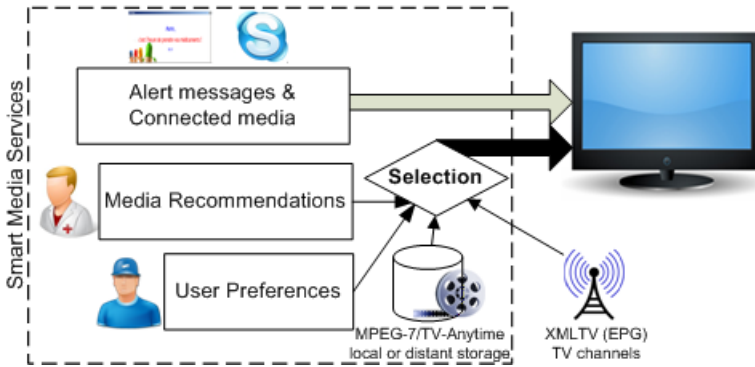 Smart Media Services
Alert messages &
Connected media
Media Recommendations
Selection
User Preferences
MPEG-7/TV-Anytime
local or distant storage
XMLTV (EPG)
TV channels